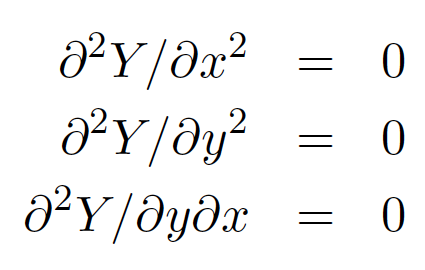 ∂²Y/∂x² = 0
∂²Y/∂y² = 0
∂²Y/∂y∂x = 0